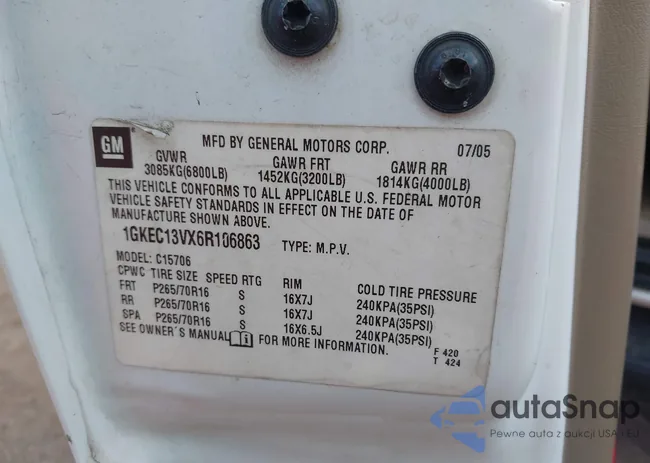 GM
MFD BY GENERAL MOTORS CORP. 07/05
GVWR GAWR FRT GAWR RR
3085KG(6800LB) 1452KG(3200LB) 1814KG(4000LB)
THIS VEHICLE CONFORMS TO ALL APPLICABLE U.S. FEDERAL MOTOR
VEHICLE SAFETY STANDARDS IN EFFECT ON THE DATE OF
MANUFACTURE SHOWN ABOVE.
1GKEC13VX6R106863 TYPE: M.P.V.
MODEL: C15706
CPWC TIRE SIZE SPEED RTG RIM COLD TIRE PRESSURE
FRT P265/70R16 S 16X7J 240KPA(35PSI)
RR P265/70R16 S 16X7J 240KPA(35PSI)
SPA P265/70R16 S 16X6.5J 240KPA(35PSI)
SEE OWNER'S MANUAL FOR MORE INFORMATION.
F 420
T 424
autaSnap
Pewne auta z aukcji USA i EU